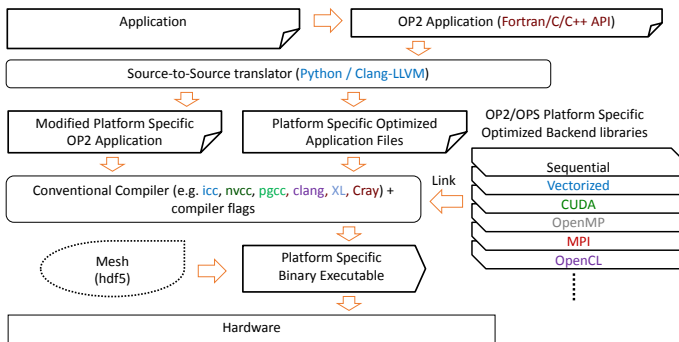 Application
OP2 Application (Fortran/C/C++ API)
Source-to-Source translator (Python / Clang-LLVM)
Modified Platform Specific
OP2 Application
Platform Specific Optimized
Application Files
OP2/OPS Platform Specific
Optimized Backend libraries
Sequential
Vectorized
CUDA
OpenMP
MPI
OpenCL
Link
Conventional Compiler (e.g. icc, nvcc, pgcc, clang, XL, Cray) +
compiler flags
Mesh
(hdf5)
Platform Specific
Binary Executable
Hardware